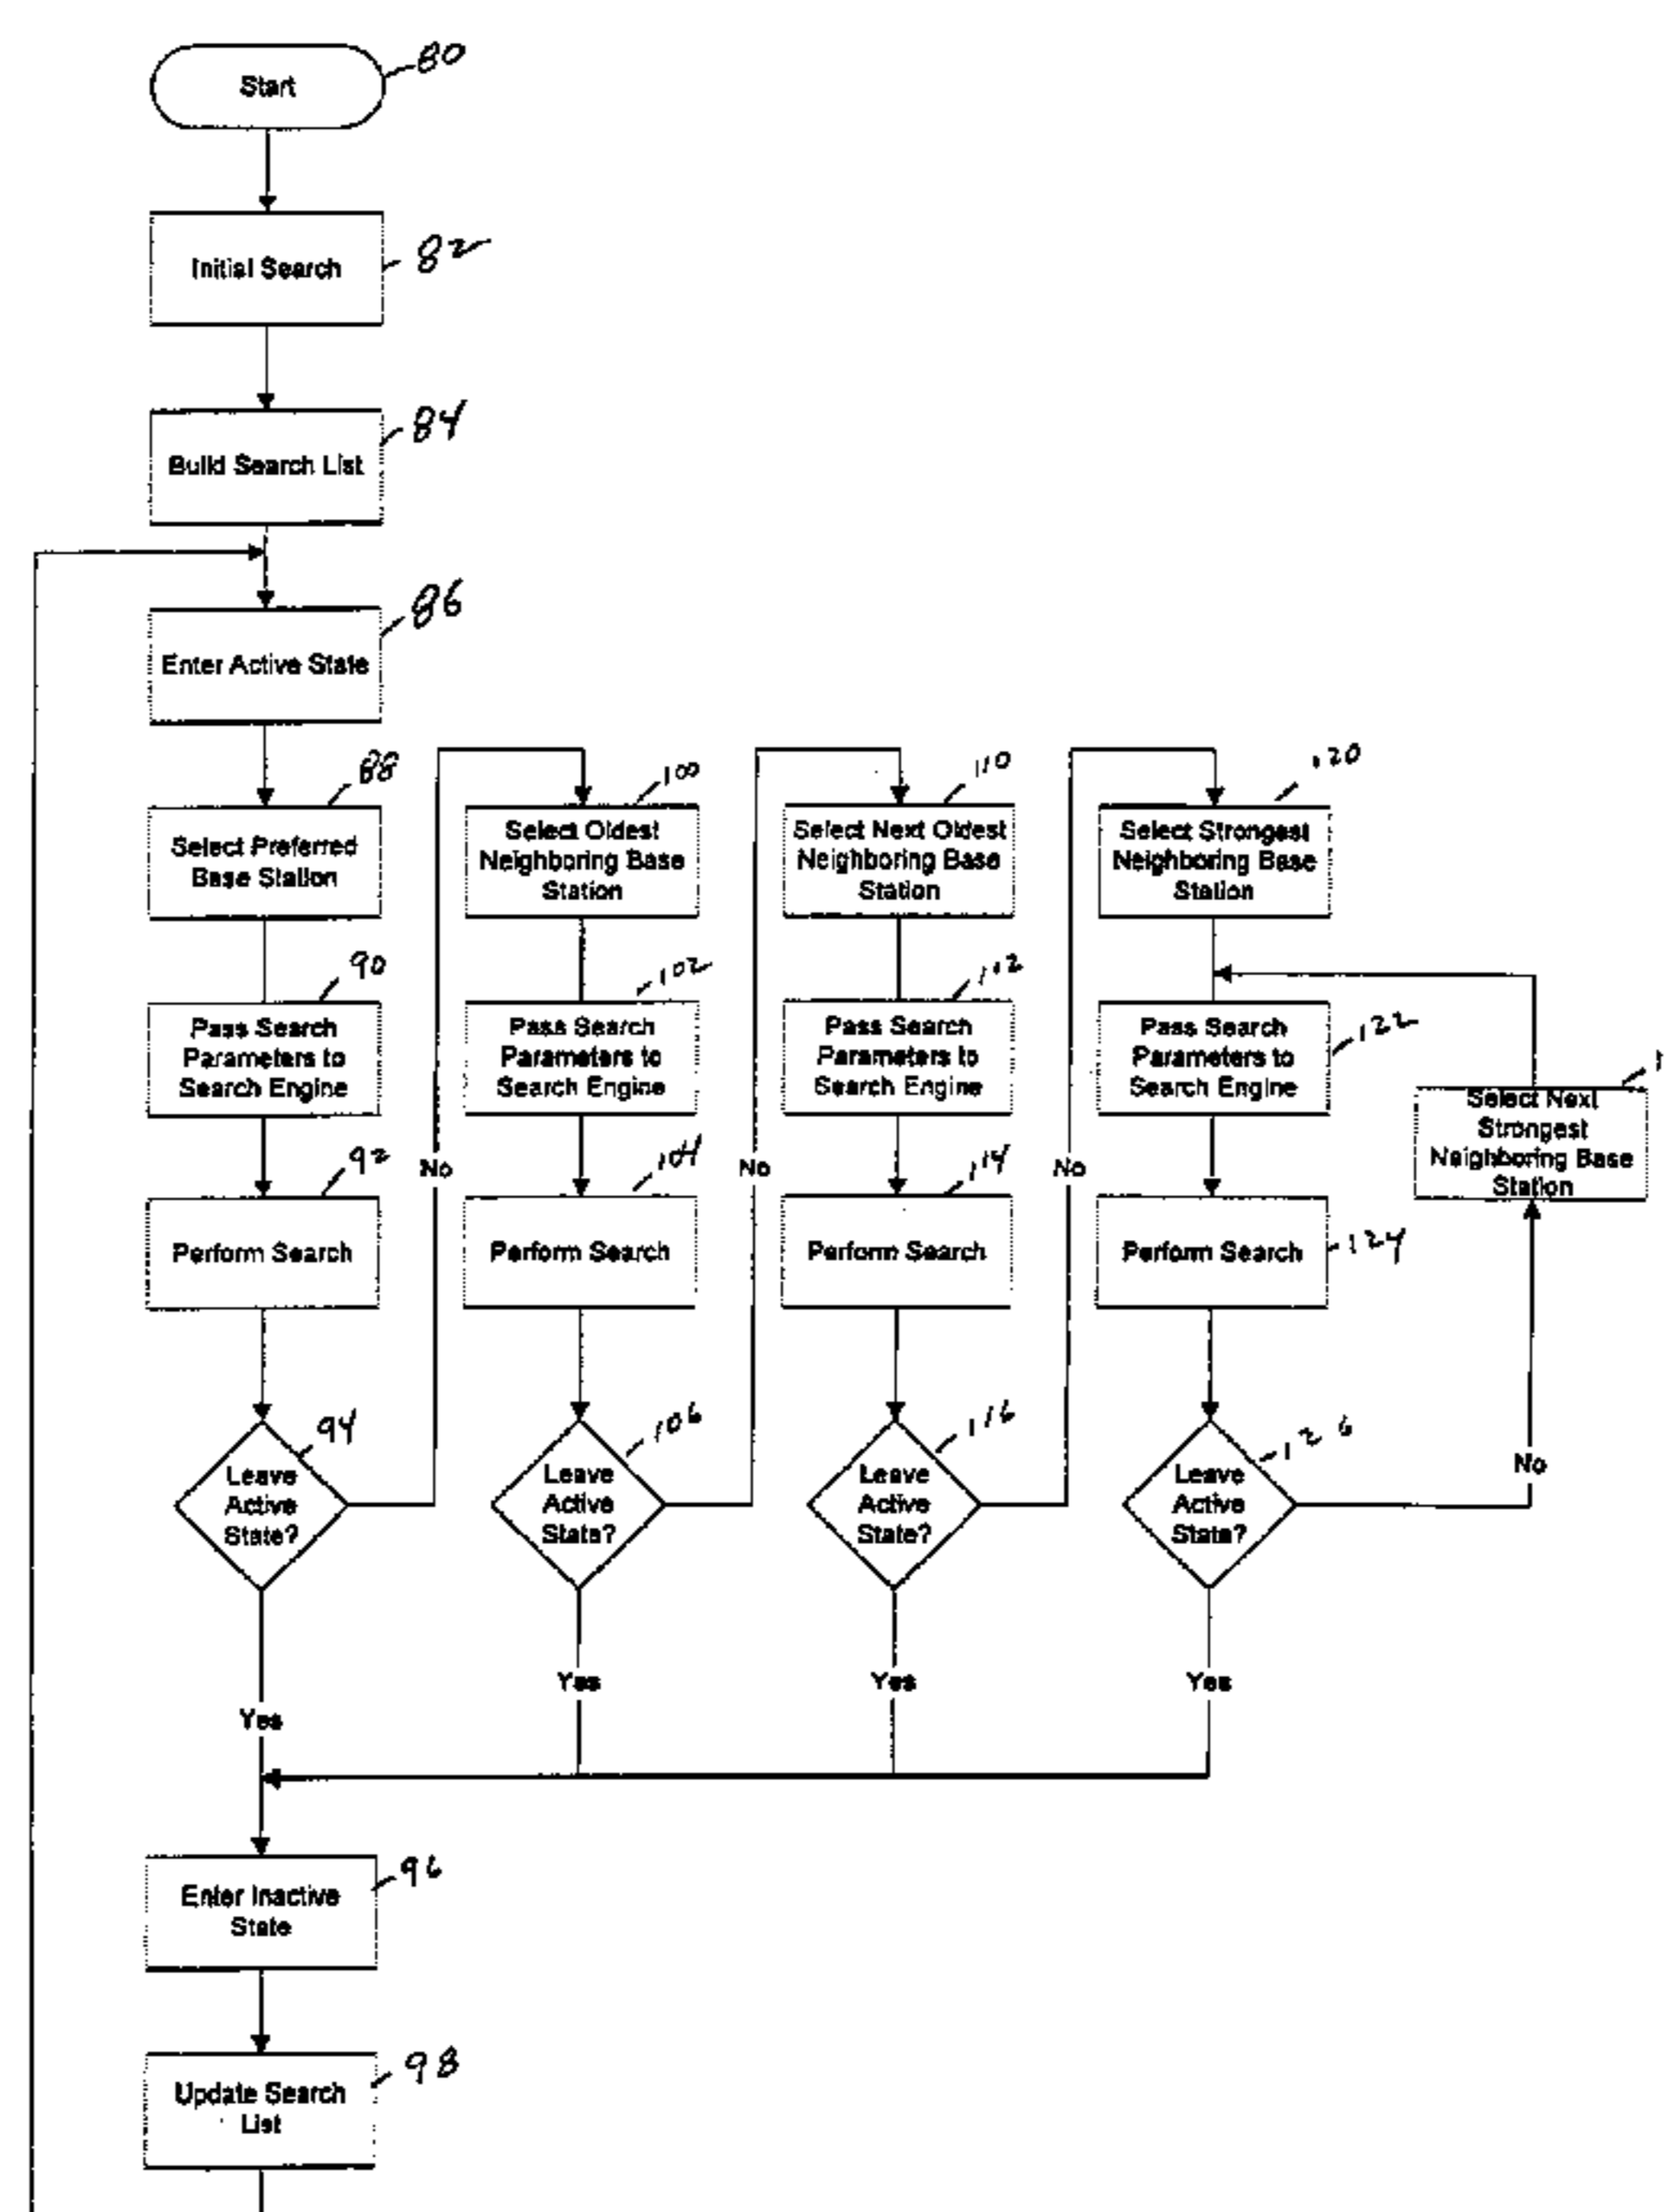 Start
80
Initial Search
82
Build Search List
84
Enter Active State
86
Select Preferred
Base Station
88
Pass Search
Parameters to
Search Engine
90
Perform Search
92
Leave
Active
State?
94
No
Yes
Select Oldest
Neighboring Base
Station
100
Pass Search
Parameters to
Search Engine
102
Perform Search
104
Leave
Active
State?
106
No
Yes
Select Next Oldest
Neighboring Base
Station
110
Pass Search
Parameters to
Search Engine
112
Perform Search
114
Leave
Active
State?
116
No
Yes
Select Strongest
Neighboring Base
Station
120
Pass Search
Parameters to
Search Engine
122
Perform Search
124
Leave
Active
State?
126
No
Yes
Select Next
Strongest
Neighboring Base
Station
Enter Inactive
State
96
Update Search
List
98